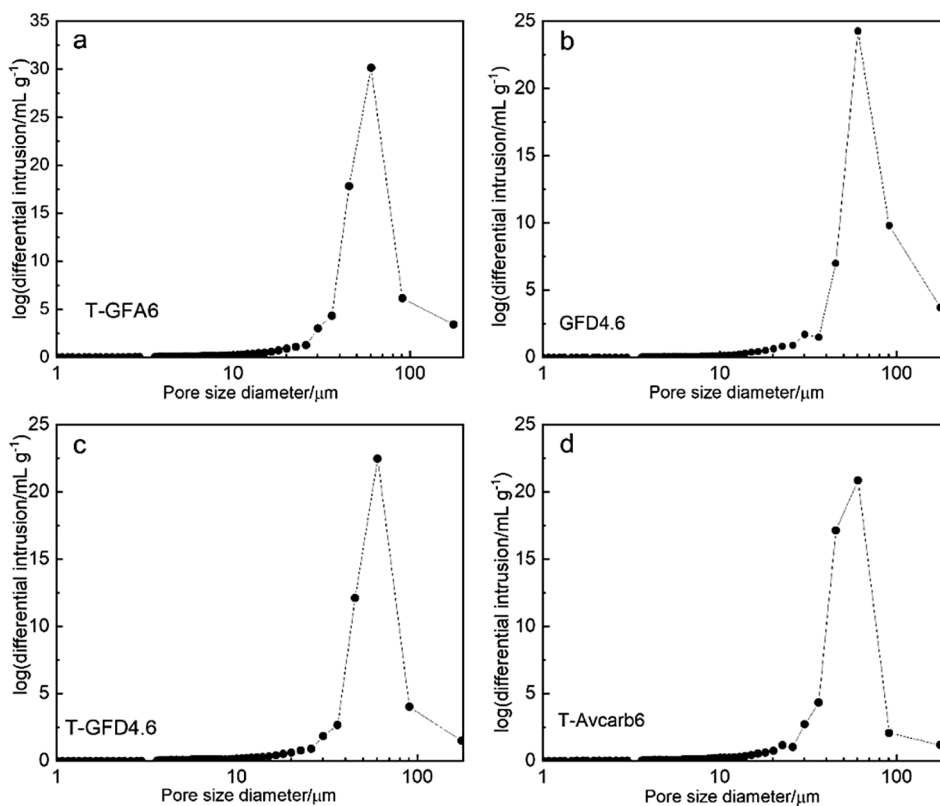 a
log(differential intrusion/mL g⁻¹)
35
30
25
20
15
10
5
0
T-GFA6
1
10
100
Pore size diameter/μm
b
log(differential intrusion/mL g⁻¹)
25
20
15
10
5
0
GFD4.6
1
10
100
Pore size diameter/μm
c
log(differential intrusion/mL g⁻¹)
25
20
15
10
5
0
T-GFD4.6
1
10
100
Pore size diameter/μm
d
log(differential intrusion/mL g⁻¹)
25
20
15
10
5
0
T-Avcarb6
1
10
100
Pore size diameter/μm